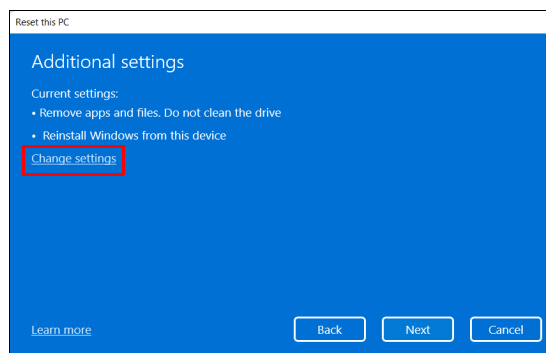 Reset this PC
Additional settings
Current settings:
• Remove apps and files. Do not clean the drive
• Reinstall Windows from this device
Change settings
Learn more
Back
Next
Cancel